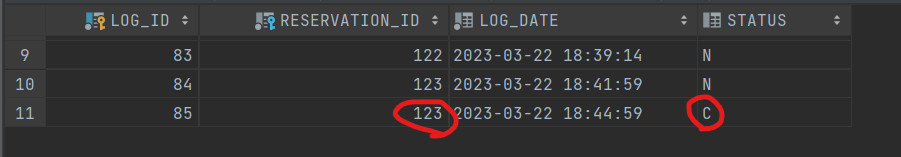 LOG_ID RESERVATION_ID LOG_DATE STATUS
9 83 122 2023-03-22 18:39:14 N
10 84 123 2023-03-22 18:41:59 N
11 85 123 2023-03-22 18:44:59 C